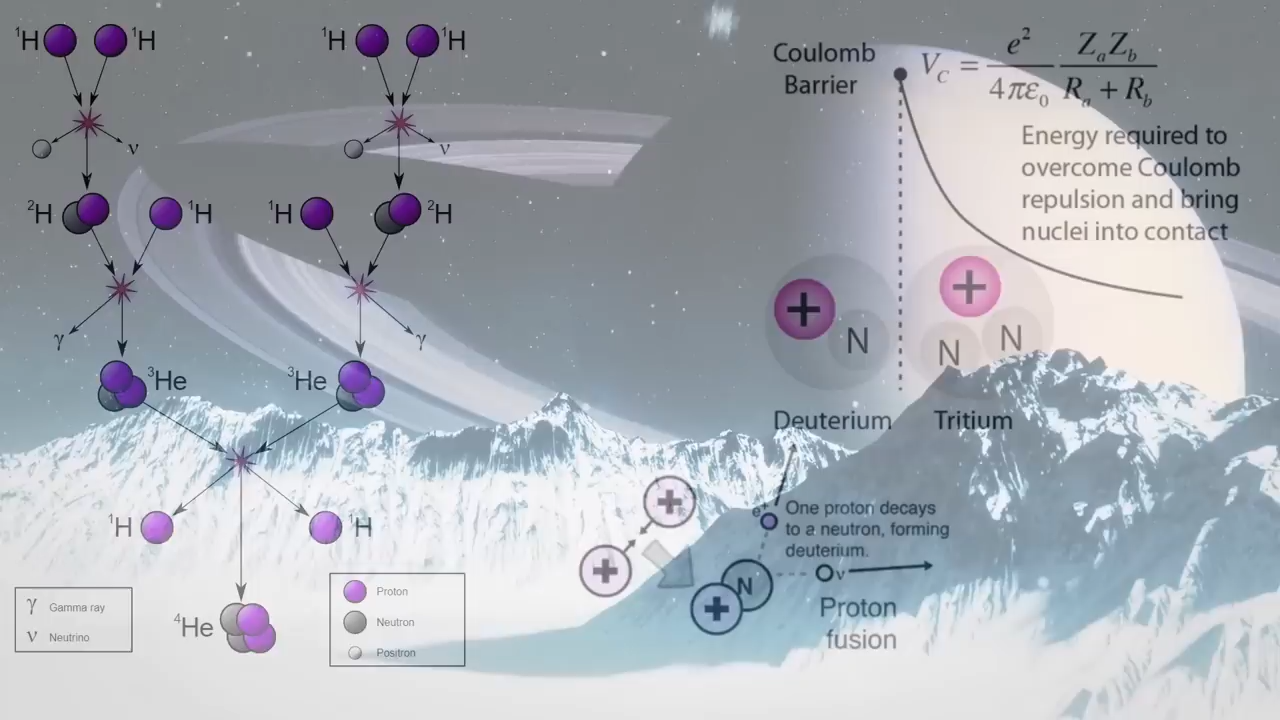 ¹H ¹H ¹H ¹H
Coulomb
Barrier
V_C = e² / 4πε₀ Z_aZ_b / R_a + R_b
Energy required to
overcome Coulomb
repulsion and bring
nuclei into contact
ν ν
²H ¹H ¹H ²H
γ γ
+ N + N N
³He ³He
Deuterium Tritium
¹H ¹H
+
+
e⁺
One proton decays
to a neutron, forming
deuterium.
ν
+ N
Proton
fusion
γ Gamma ray
ν Neutrino
⁴He
Proton
Neutron
Positron